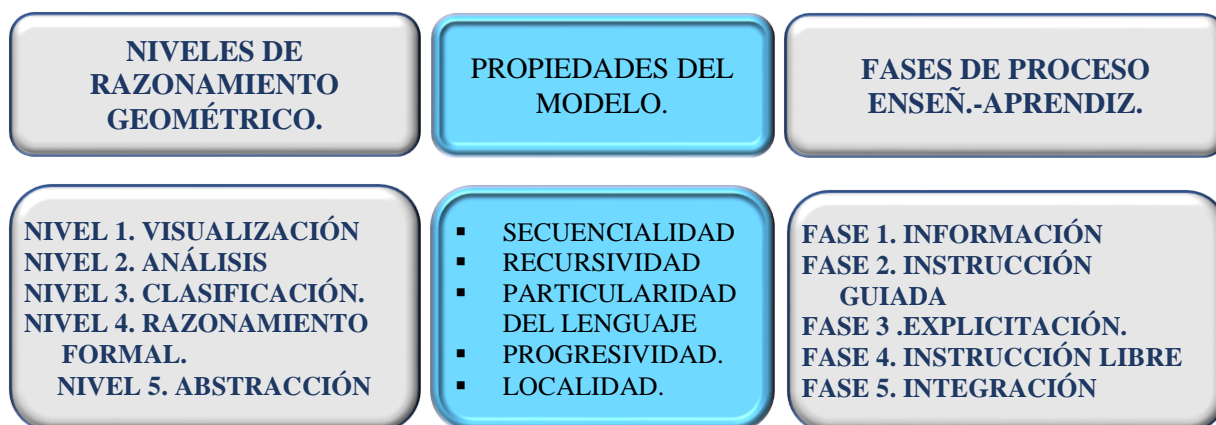 NIVELES DE
RAZONAMIENTO
GEOMÉTRICO.
PROPIEDADES DEL
MODELO.
FASES DE PROCESO
ENSEÑ.-APRENDIZ.
NIVEL 1. VISUALIZACIÓN
NIVEL 2. ANÁLISIS
NIVEL 3. CLASIFICACIÓN.
NIVEL 4. RAZONAMIENTO
FORMAL.
NIVEL 5. ABSTRACCIÓN
▪ SECUENCIALIDAD
▪ RECURSIVIDAD
▪ PARTICULARIDAD
DEL LENGUAJE
▪ PROGRESIVIDAD.
▪ LOCALIDAD.
FASE 1. INFORMACIÓN
FASE 2. INSTRUCCIÓN
GUIADA
FASE 3 .EXPLICITACIÓN.
FASE 4. INSTRUCCIÓN LIBRE
FASE 5. INTEGRACIÓN